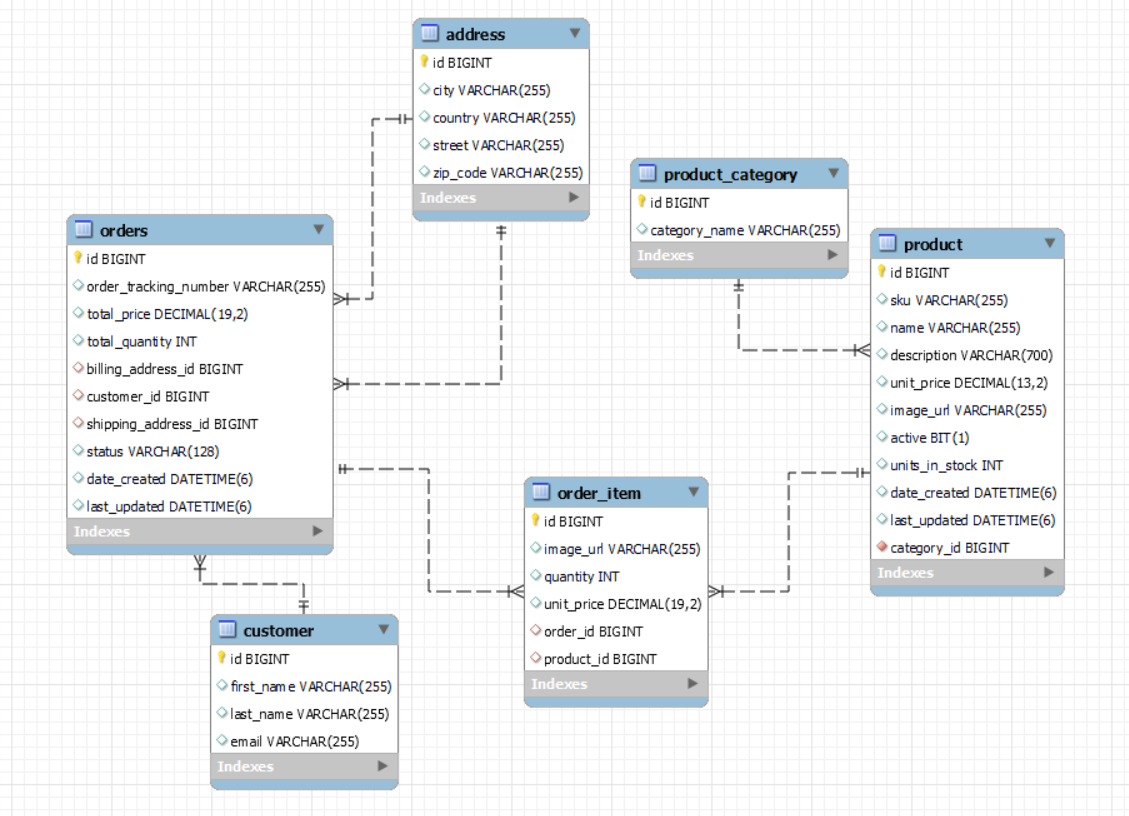 address
id BIGINT
city VARCHAR(255)
country VARCHAR(255)
street VARCHAR(255)
zip_code VARCHAR(255)
Indexes
product_category
id BIGINT
category_name VARCHAR(255)
Indexes
orders
id BIGINT
order_tracking_number VARCHAR(255)
total_price DECIMAL(19,2)
total_quantity INT
billing_address_id BIGINT
customer_id BIGINT
shipping_address_id BIGINT
status VARCHAR(128)
date_created DATETIME(6)
last_updated DATETIME(6)
Indexes
product
id BIGINT
sku VARCHAR(255)
name VARCHAR(255)
description VARCHAR(700)
unit_price DECIMAL(13,2)
image_url VARCHAR(255)
active BIT(1)
units_in_stock INT
date_created DATETIME(6)
last_updated DATETIME(6)
category_id BIGINT
Indexes
order_item
id BIGINT
image_url VARCHAR(255)
quantity INT
unit_price DECIMAL(19,2)
order_id BIGINT
product_id BIGINT
Indexes
customer
id BIGINT
first_name VARCHAR(255)
last_name VARCHAR(255)
email VARCHAR(255)
Indexes